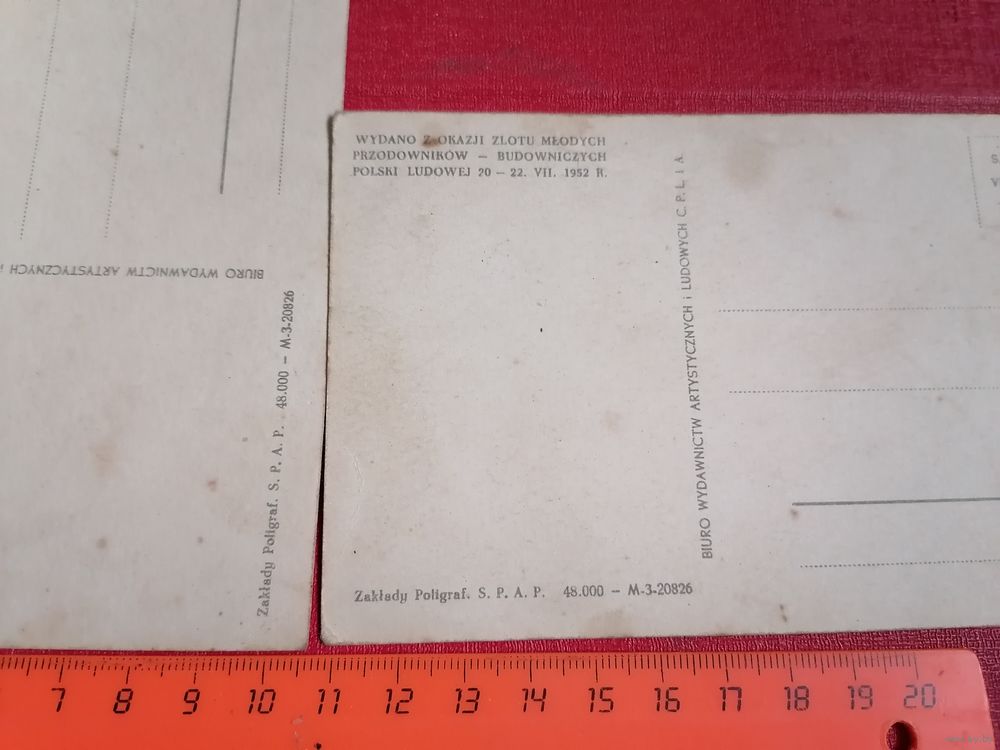 WYDANO Z OKAZJI ZLOTU MŁODYCH
PRZODOWNIKÓW – BUDOWNICZYCH
POLSKI LUDOWEJ 20 – 22. VII. 1952 R.
BIURO WYDAWNICTW ARTYSTYCZNYCH i LUDOWYCH C. P. L. I A.
Zakłady Poligraf. S. P. A. P. 48.000 – M-3-20826
BIURO WYDAWNICTW ARTYSTYCZNYCH
Zakłady Poligraf. S. P. A. P. 48.000 – M-3-20826
7 8 9 10 11 12 13 14 15 16 17 18 19 20